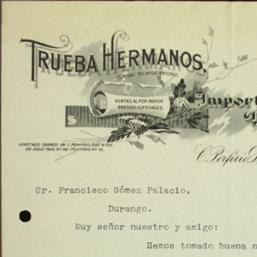 TRUEBA HERMANOS.
VENTAS AL POR MAYOR
PRECIOS ESPECIALES.
Import
C. Porfirio D
Sr. Francisco Gómez Palacio,
Durango.
Muy señor nuestro y amigo:
Hemos tomado buena n